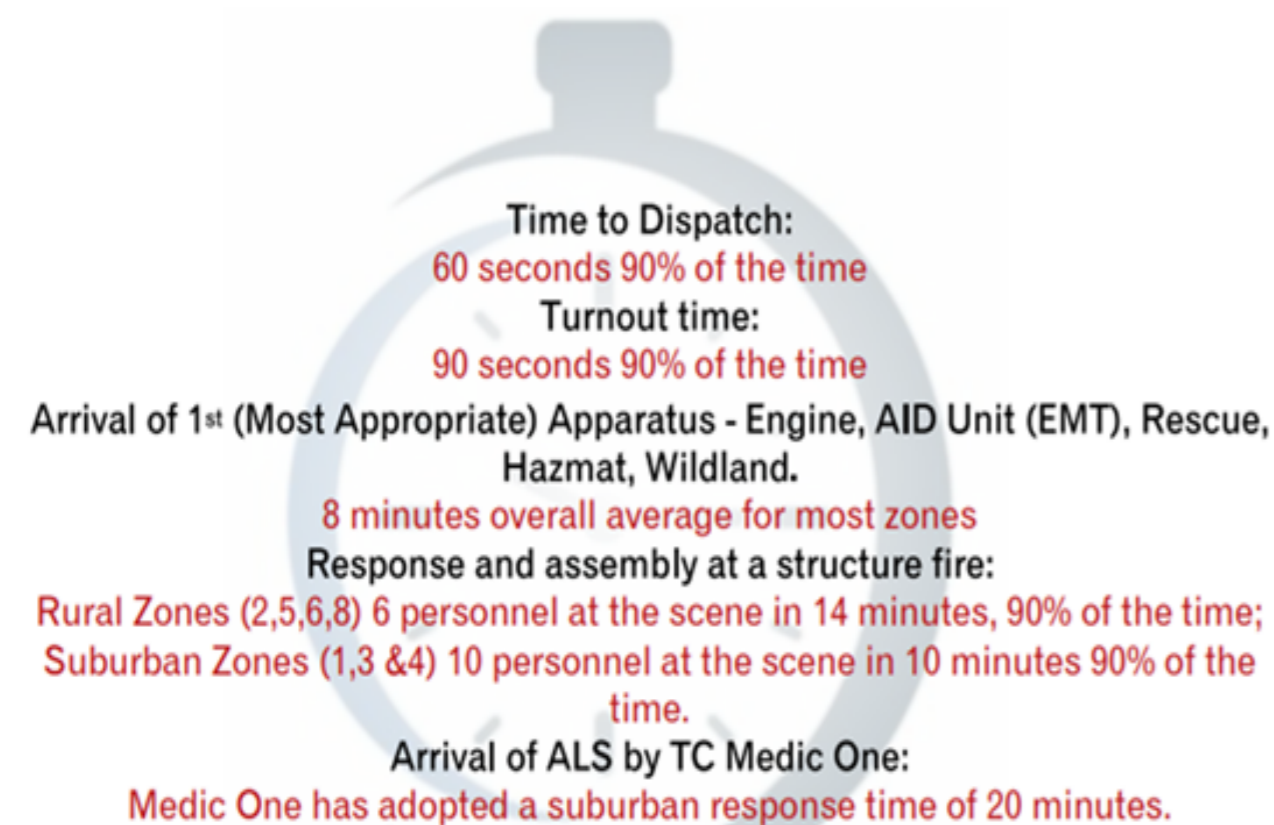 Time to Dispatch:
60 seconds 90% of the time
Turnout time:
90 seconds 90% of the time
Arrival of 1st (Most Appropriate) Apparatus - Engine, AID Unit (EMT), Rescue,
Hazmat, Wildland.
8 minutes overall average for most zones
Response and assembly at a structure fire:
Rural Zones (2,5,6,8) 6 personnel at the scene in 14 minutes, 90% of the time;
Suburban Zones (1,3 &4) 10 personnel at the scene in 10 minutes 90% of the
time.
Arrival of ALS by TC Medic One:
Medic One has adopted a suburban response time of 20 minutes.